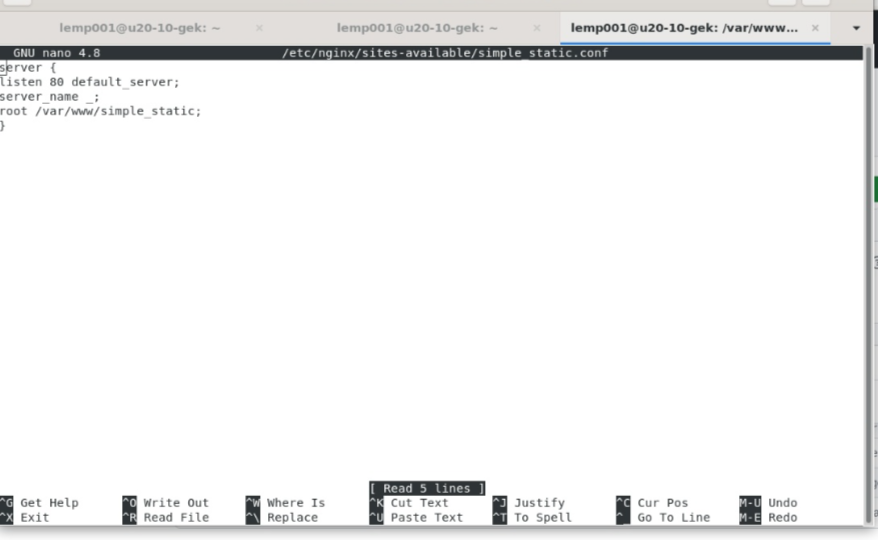 lemp001@u20-10-gek: ~ × lemp001@u20-10-gek: ~ × lemp001@u20-10-gek: /var/www... ×
GNU nano 4.8 /etc/nginx/sites-available/simple_static.conf
server {
listen 80 default_server;
server_name _;
root /var/www/simple_static;
}
[ Read 5 lines ]
^G Get Help ^O Write Out ^W Where Is ^K Cut Text ^J Justify ^C Cur Pos M-U Undo
^X Exit ^R Read File ^\ Replace ^U Paste Text ^T To Spell ^_ Go To Line M-E Redo